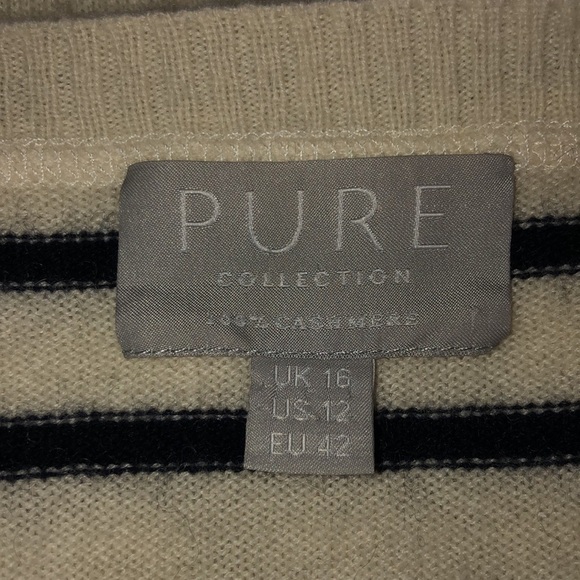 PURE
COLLECTION
100% CASHMERE
UK 16
US 12
EU 42